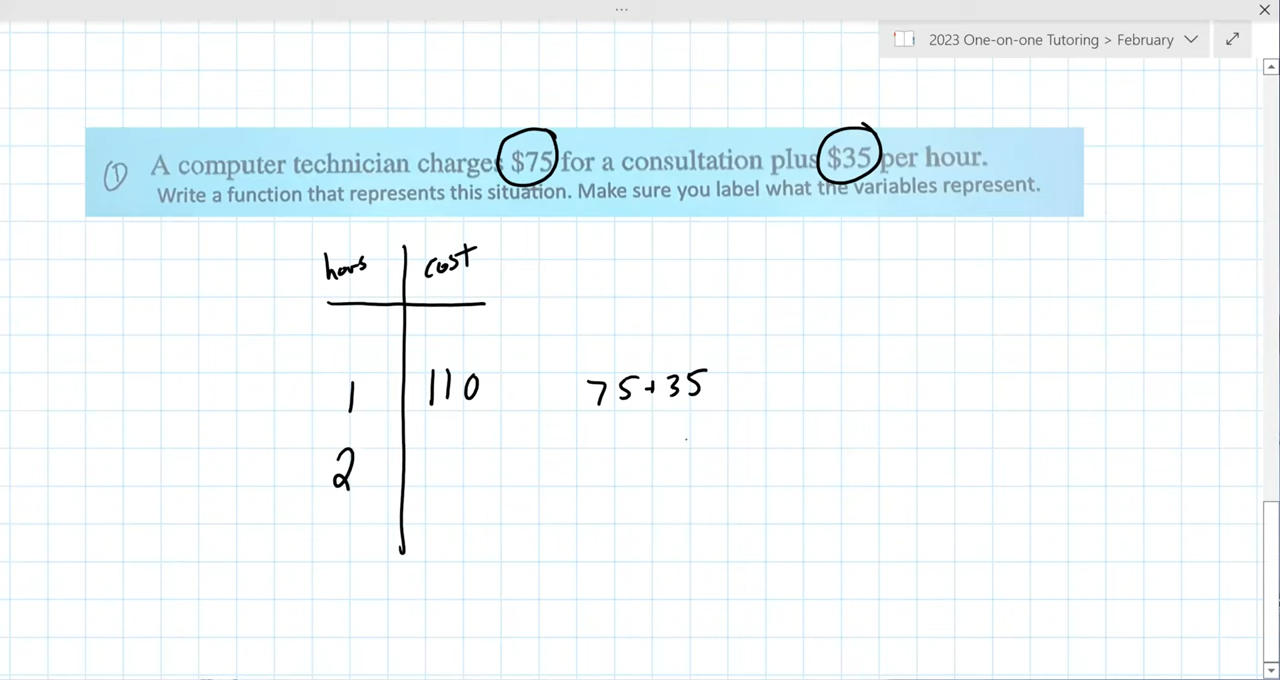 2023 One-on-one Tutoring > February
① A computer technician charges $75 for a consultation plus $35 per hour.
Write a function that represents this situation. Make sure you label what the variables represent.
hours cost
1 110 75+35
2